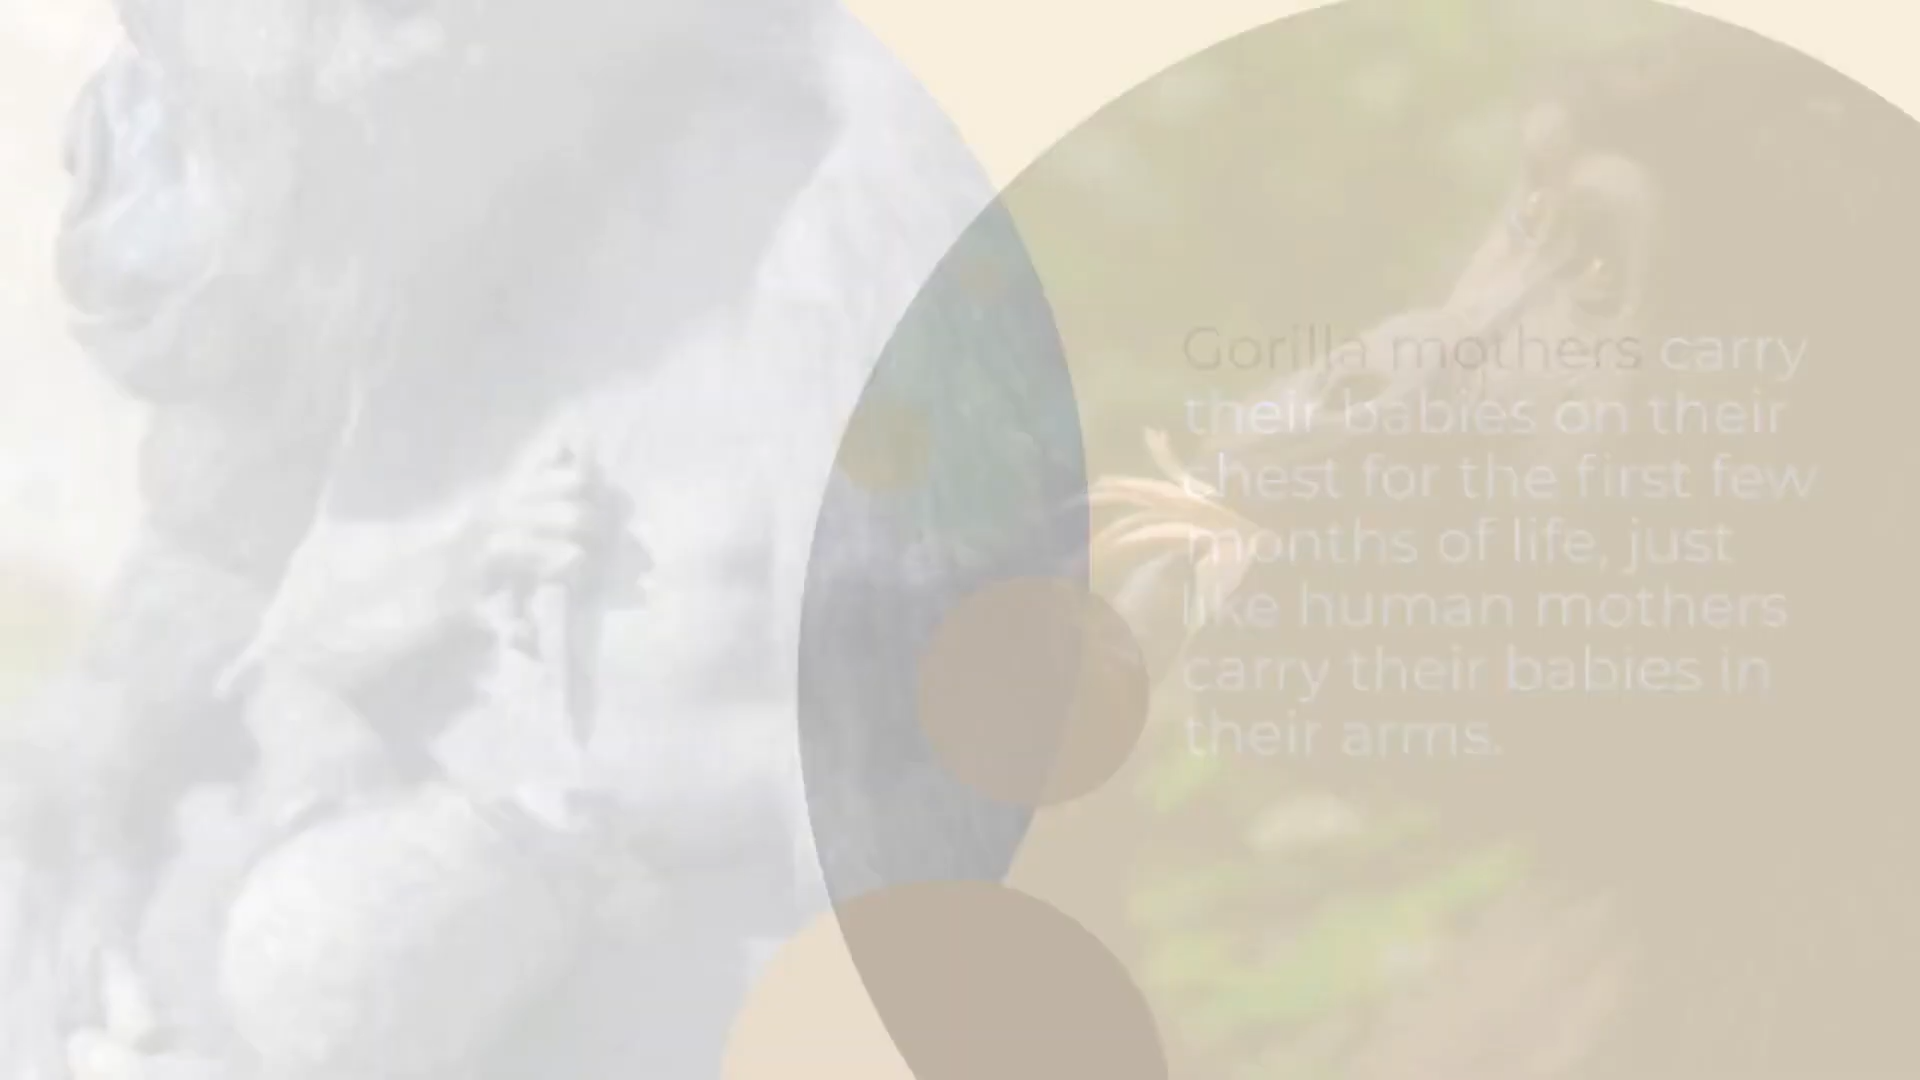 Gorilla mothers carry
their babies on their
chest for the first few
months of life, just
like human mothers
carry their babies in
their arms.